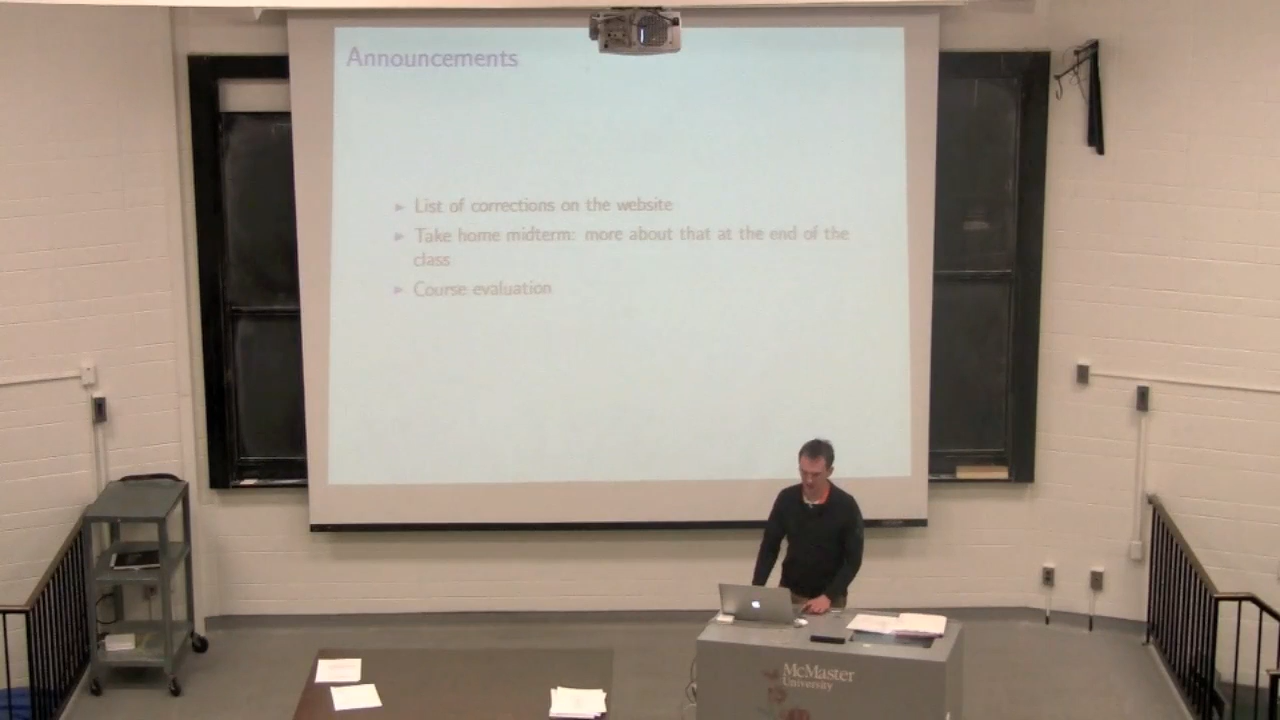 Announcements
► List of corrections on the website
► Take home midterm: more about that at the end of the
class
► Course evaluation
McMaster
University